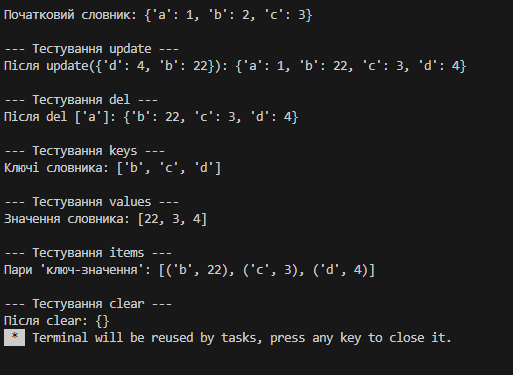 Початковий словник: {'a': 1, 'b': 2, 'c': 3}
--- Тестування update ---
Після update({'d': 4, 'b': 22}): {'a': 1, 'b': 22, 'c': 3, 'd': 4}
--- Тестування del ---
Після del ['a']: {'b': 22, 'c': 3, 'd': 4}
--- Тестування keys ---
Ключі словника: ['b', 'c', 'd']
--- Тестування values ---
Значення словника: [22, 3, 4]
--- Тестування items ---
Пари 'ключ-значення': [('b', 22), ('c', 3), ('d', 4)]
--- Тестування clear ---
Після clear: {}
* Terminal will be reused by tasks, press any key to close it.